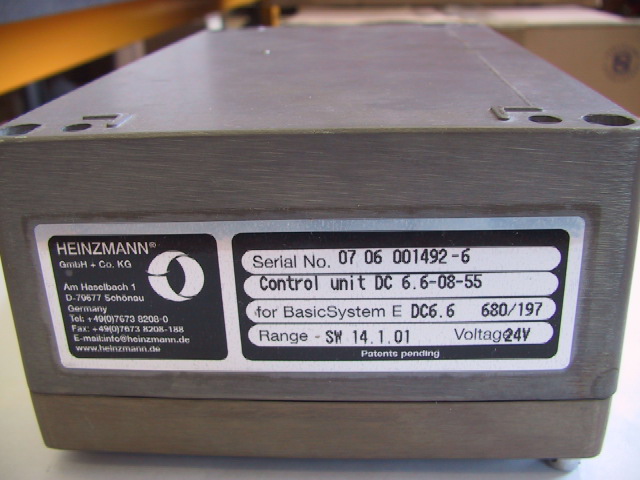 HEINZMANN®
GmbH + Co. KG
Am Haselbach 1
D-79677 Schönau
Germany
Tel: +49(0)7673 8208-0
Fax: +49(0)7673 8208-188
E-mail:info@heinzmann.de
www.heinzmann.de
Serial No. 07 06 001492-6
Control unit DC 6.6-08-55
for BasicSystem E DC6.6 680/197
Range - SW 14.1.01 Voltage 24V
Patents pending